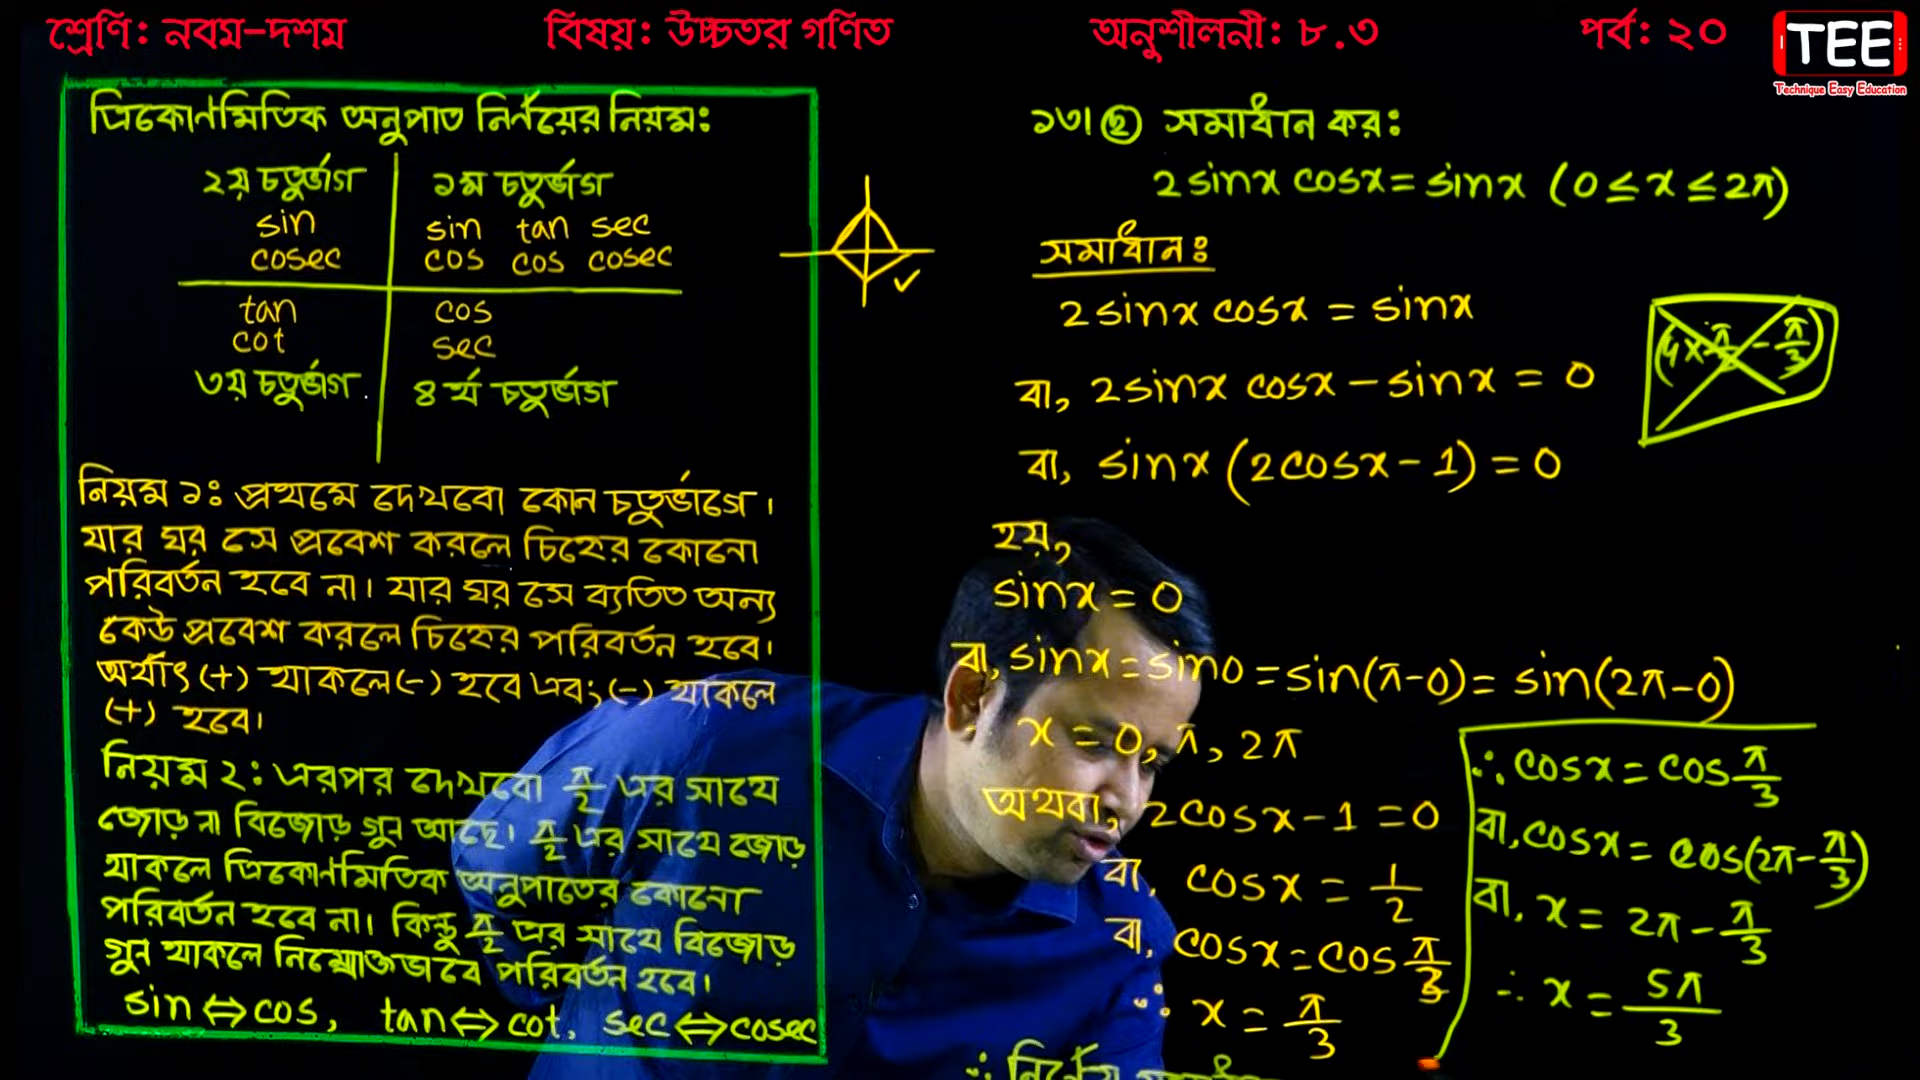 শ্রেণি: নবম-দশম
বিষয়: উচ্চতর গণিত
অনুশীলনী: ৮.৩
পর্ব: ২০
TEE
Technique Easy Education
ত্রিকোণমিতিক অনুপাত নির্ণয়ের নিয়ম:
২য় চতুর্ভাগ
sin
cosec
১ম চতুর্ভাগ
sin tan sec
cos cos cosec
tan
cot
৩য় চতুর্ভাগ.
cos
sec
৪র্থ চতুর্ভাগ
নিয়ম ১: প্রথমে দেখবো কোন চতুর্ভাগে।
যার ঘর সে প্রবেশ করলে চিহ্নের কোনো
পরিবর্তন হবে না। যার ঘর সে ব্যতিত অন্য
কেউ প্রবেশ করলে চিহ্নের পরিবর্তন হবে।
অর্থাৎ (+) থাকলে (-) হবে এবং (-) থাকলে
(+) হবে।
নিয়ম ২: এরপর দেখবো π/2 এর সাথে
জোড় না বিজোড় গুন আছে। π/2 এর সাথে জোড়
থাকলে ত্রিকোণমিতিক অনুপাতের কোনো
পরিবর্তন হবে না। কিন্তু π/2 এর সাথে বিজোড়
গুন থাকলে নিম্নোক্তভাবে পরিবর্তন হবে।
sin⇔cos, tan⇔cot, sec⇔cosec
১৩। ছ সমাধান কর:
2sinx cosx = sinx (0≤x≤2π)
সমাধান:
2sinx cosx = sinx
বা, 2sinx cosx - sinx = 0
বা, sinx (2cosx - 1) = 0
হয়,
sinx = 0
বা, sinx = sin0 = sin(π-0) = sin(2π-0)
x = 0, π, 2π
অথবা, 2cosx - 1 = 0
বা, cosx = 1/2
বা, cosx = cos π/3
∴ x = π/3
∴ cosx = cos π/3
বা, cosx = cos(2π - π/3)
বা, x = 2π - π/3
∴ x = 5π/3